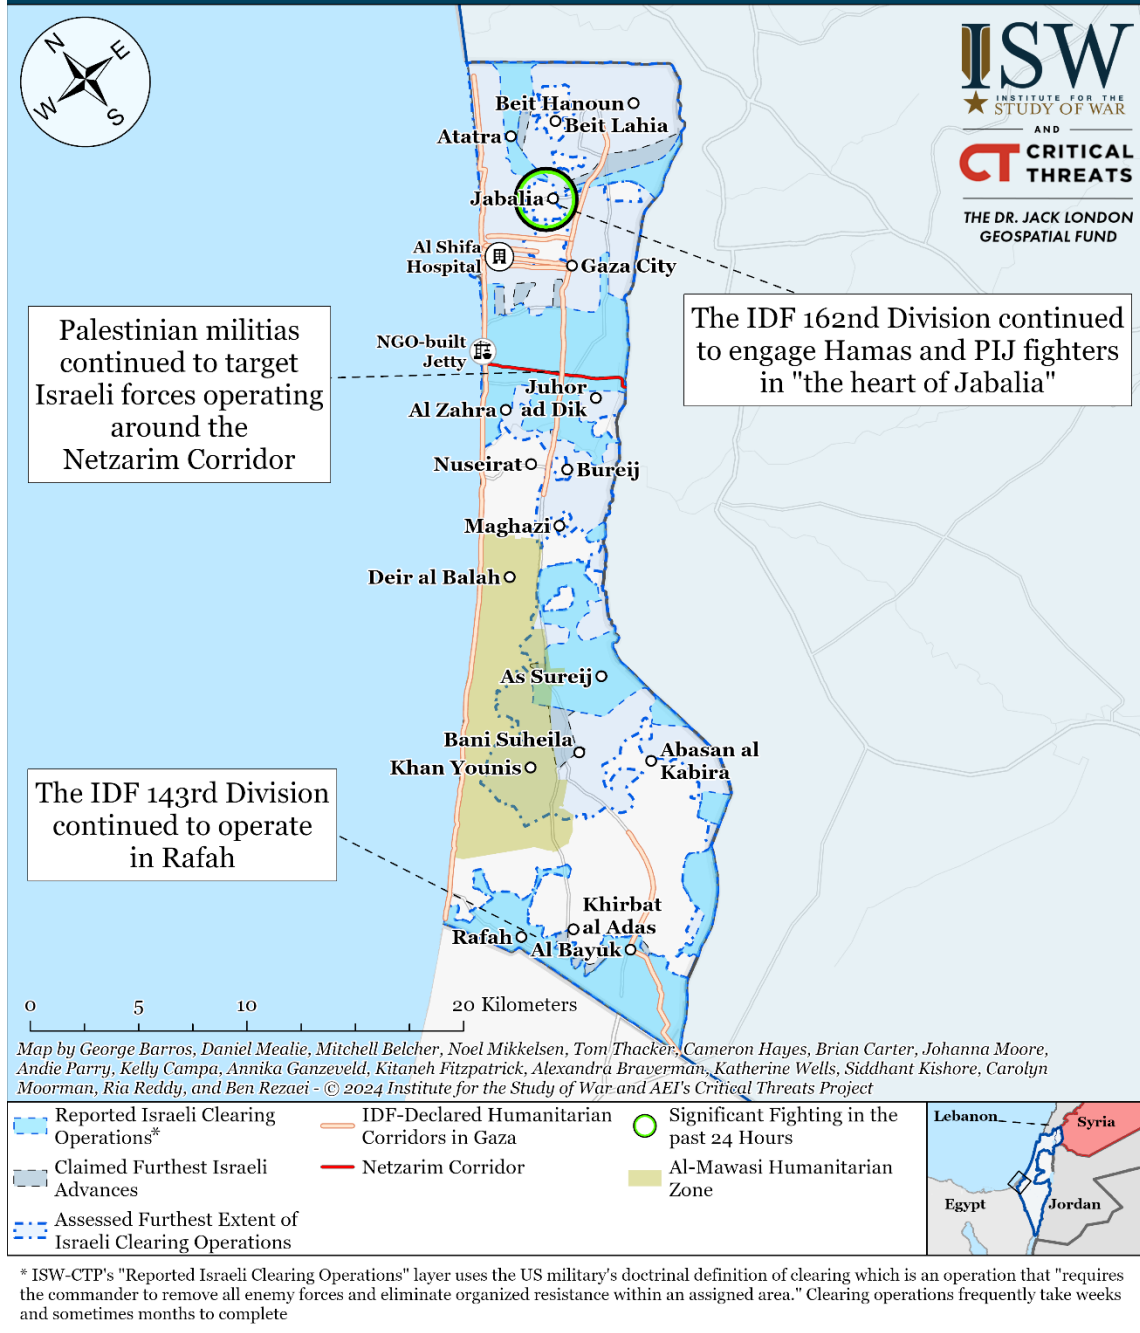 N
E
W
S
ISW
INSTITUTE FOR THE
STUDY OF WAR
AND
CT CRITICAL
THREATS
THE DR. JACK LONDON
GEOSPATIAL FUND
Beit Hanoun
Beit Lahia
Atatra
Jabalia
Al Shifa
Hospital
Gaza City
Palestinian militias
continued to target
Israeli forces operating
around the
Netzarim Corridor
The IDF 162nd Division continued
to engage Hamas and PIJ fighters
in "the heart of Jabalia"
NGO-built
Jetty
Juhor
ad Dik
Al Zahra
Nuseirat
Bureij
Maghazi
Deir al Balah
As Sureij
Bani Suheila
Abasan al
Kabira
Khan Younis
The IDF 143rd Division
continued to operate
in Rafah
Khirbat
al Adas
Rafah
Al Bayuk
0 5 10 20 Kilometers
Map by George Barros, Daniel Mealie, Mitchell Belcher, Noel Mikkelsen, Tom Thacker, Cameron Hayes, Brian Carter, Johanna Moore,
Andie Parry, Kelly Campa, Annika Ganzeveld, Kitaneh Fitzpatrick, Alexandra Braverman, Katherine Wells, Siddhant Kishore, Carolyn
Moorman, Ria Reddy, and Ben Rezaei - © 2024 Institute for the Study of War and AEI's Critical Threats Project
Reported Israeli Clearing
Operations*
Claimed Furthest Israeli
Advances
Assessed Furthest Extent of
Israeli Clearing Operations
IDF-Declared Humanitarian
Corridors in Gaza
Netzarim Corridor
Significant Fighting in the
past 24 Hours
Al-Mawasi Humanitarian
Zone
Lebanon
Syria
Egypt
Jordan
* ISW-CTP's "Reported Israeli Clearing Operations" layer uses the US military's doctrinal definition of clearing which is an operation that "requires
the commander to remove all enemy forces and eliminate organized resistance within an assigned area." Clearing operations frequently take weeks
and sometimes months to complete